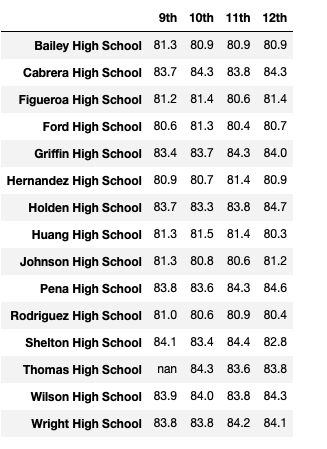 9th 10th 11th 12th
Bailey High School 81.3 80.9 80.9 80.9
Cabrera High School 83.7 84.3 83.8 84.3
Figueroa High School 81.2 81.4 80.6 81.4
Ford High School 80.6 81.3 80.4 80.7
Griffin High School 83.4 83.7 84.3 84.0
Hernandez High School 80.9 80.7 81.4 80.9
Holden High School 83.7 83.3 83.8 84.7
Huang High School 81.3 81.5 81.4 80.3
Johnson High School 81.3 80.8 80.6 81.2
Pena High School 83.8 83.6 84.3 84.6
Rodriguez High School 81.0 80.6 80.9 80.4
Shelton High School 84.1 83.4 84.4 82.8
Thomas High School nan 84.3 83.6 83.8
Wilson High School 83.9 84.0 83.8 84.3
Wright High School 83.8 83.8 84.2 84.1